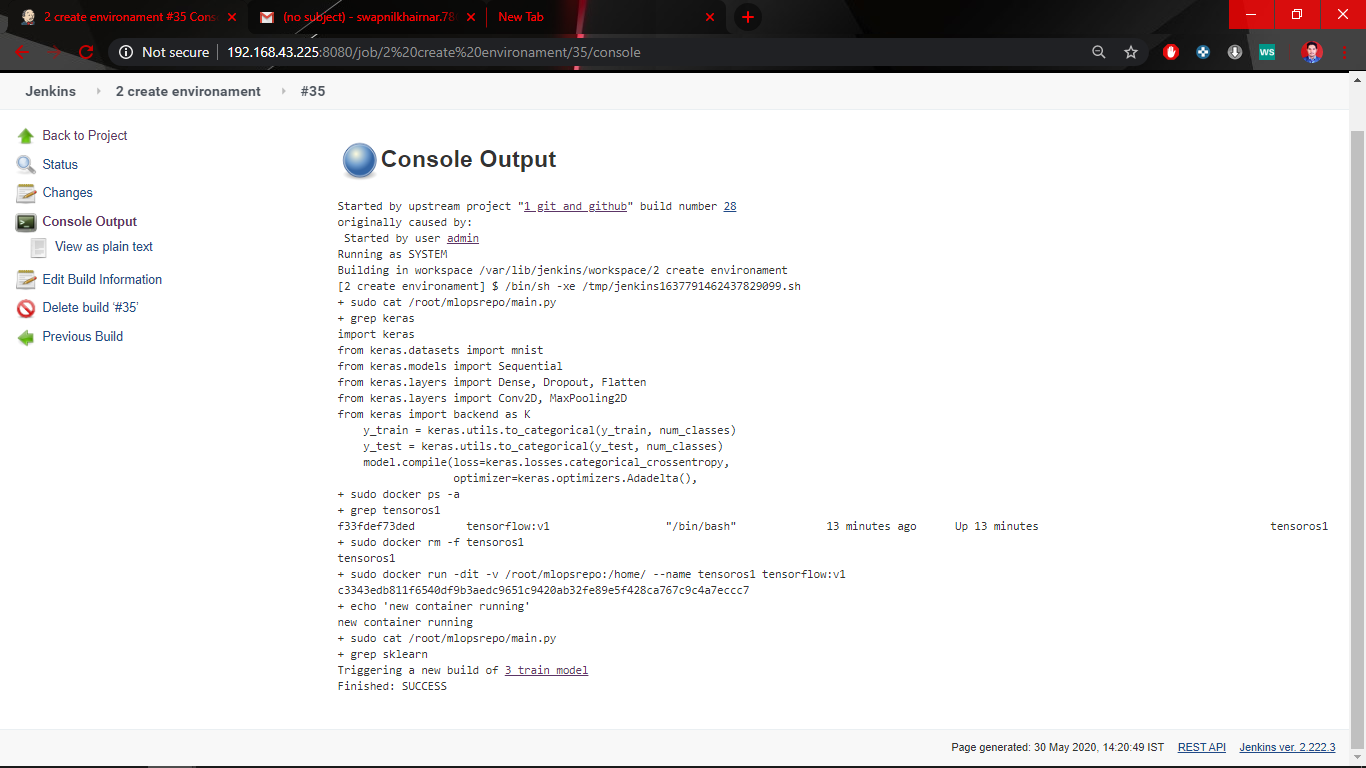 2 create environament #35 Cons
(no subject) - swapnilkhairnar.78
New Tab
Not secure | 192.168.43.225:8080/job/2%20create%20environament/35/console
WS
Jenkins 2 create environament #35
Back to Project
Status
Changes
Console Output
View as plain text
Edit Build Information
Delete build '#35'
Previous Build
Console Output
Started by upstream project "1 git and github" build number 28
originally caused by:
 Started by user admin
Running as SYSTEM
Building in workspace /var/lib/jenkins/workspace/2 create environament
[2 create environament] $ /bin/sh -xe /tmp/jenkins1637791462437829099.sh
+ sudo cat /root/mlopsrepo/main.py
+ grep keras
import keras
from keras.datasets import mnist
from keras.models import Sequential
from keras.layers import Dense, Dropout, Flatten
from keras.layers import Conv2D, MaxPooling2D
from keras import backend as K
    y_train = keras.utils.to_categorical(y_train, num_classes)
    y_test = keras.utils.to_categorical(y_test, num_classes)
    model.compile(loss=keras.losses.categorical_crossentropy,
                  optimizer=keras.optimizers.Adadelta(),
+ sudo docker ps -a
+ grep tensoros1
f33fdef73ded        tensorflow:v1                  "/bin/bash"              13 minutes ago      Up 13 minutes                                    tensoros1
+ sudo docker rm -f tensoros1
tensoros1
+ sudo docker run -dit -v /root/mlopsrepo:/home/ --name tensoros1 tensorflow:v1
c3343edb811f6540df9b3aedc9651c9420ab32fe89e5f428ca767c9c4a7eccc7
+ echo 'new container running'
new container running
+ sudo cat /root/mlopsrepo/main.py
+ grep sklearn
Triggering a new build of 3 train model
Finished: SUCCESS
Page generated: 30 May 2020, 14:20:49 IST REST API Jenkins ver. 2.222.3